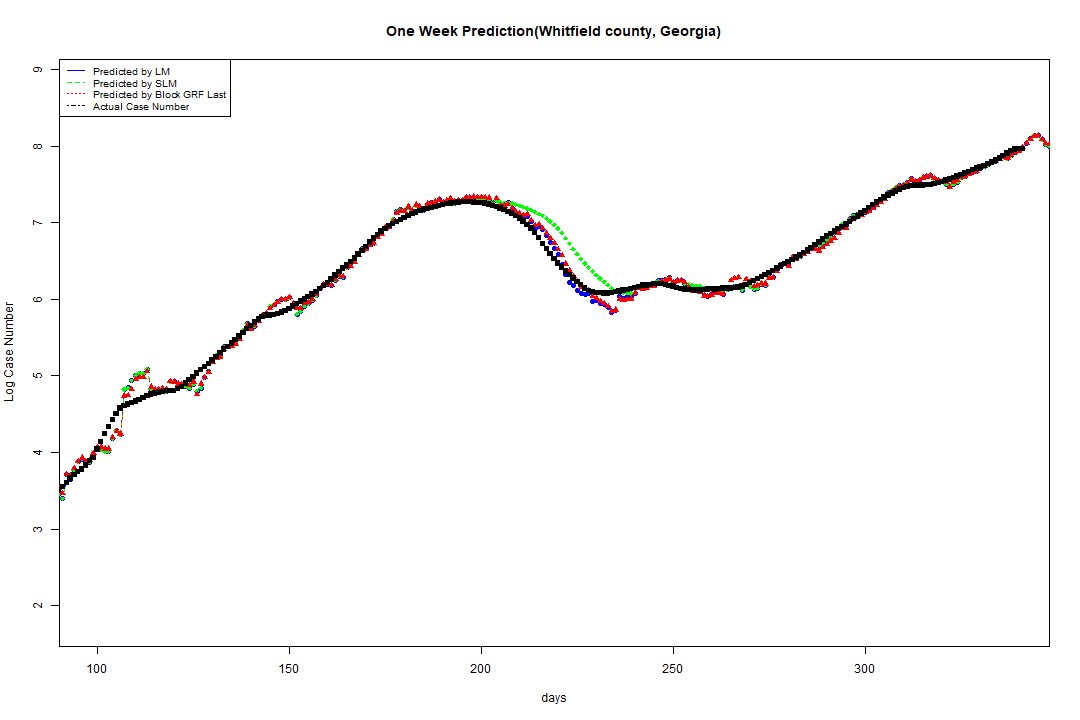 One Week Prediction(Whitfield county, Georgia)
Predicted by LM
Predicted by SLM
Predicted by Block GRF Last
Actual Case Number
9
8
7
6
5
4
3
2
Log Case Number
100 150 200 250 300
days